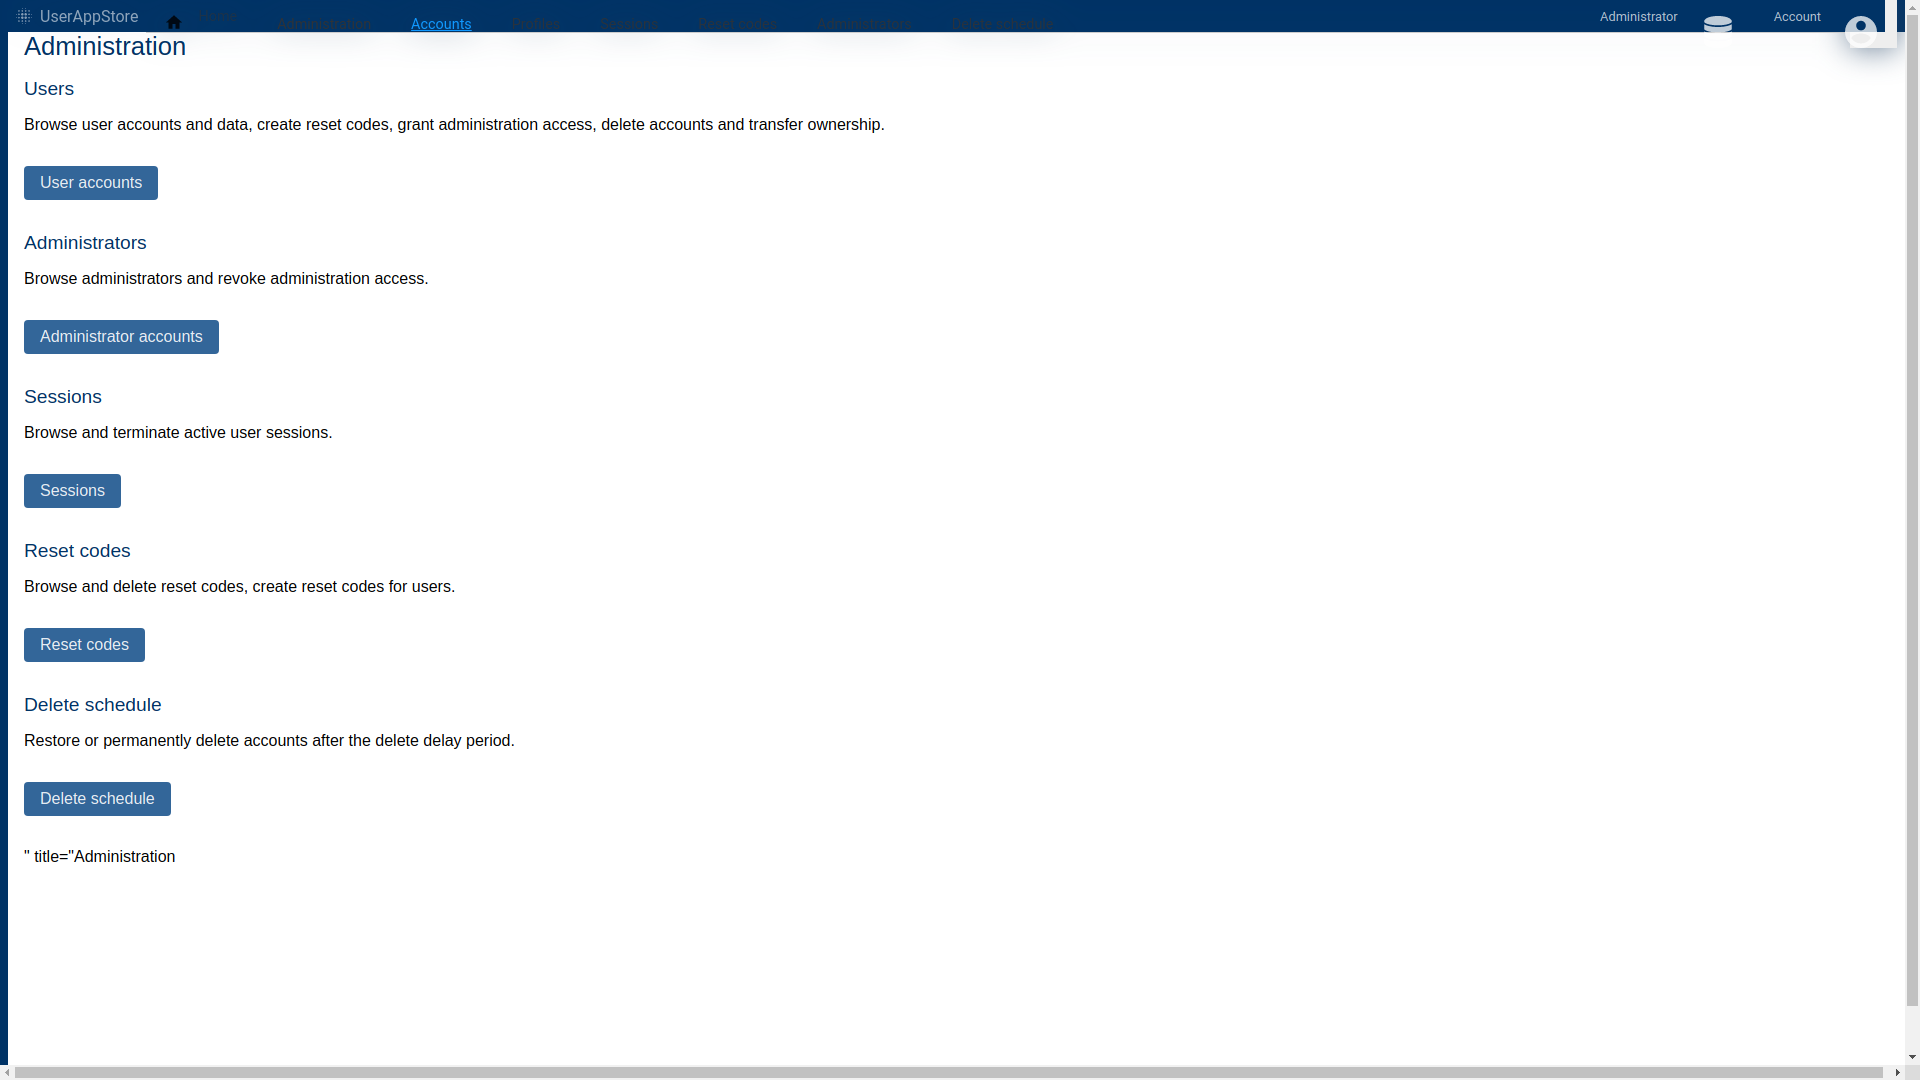 UserAppStore
Home
Administration
Accounts
Profiles
Sessions
Reset codes
Administrators
Delete schedule
Administrator
Account
Administration
Users
Browse user accounts and data, create reset codes, grant administration access, delete accounts and transfer ownership.
User accounts
Administrators
Browse administrators and revoke administration access.
Administrator accounts
Sessions
Browse and terminate active user sessions.
Sessions
Reset codes
Browse and delete reset codes, create reset codes for users.
Reset codes
Delete schedule
Restore or permanently delete accounts after the delete delay period.
Delete schedule
" title="Administration